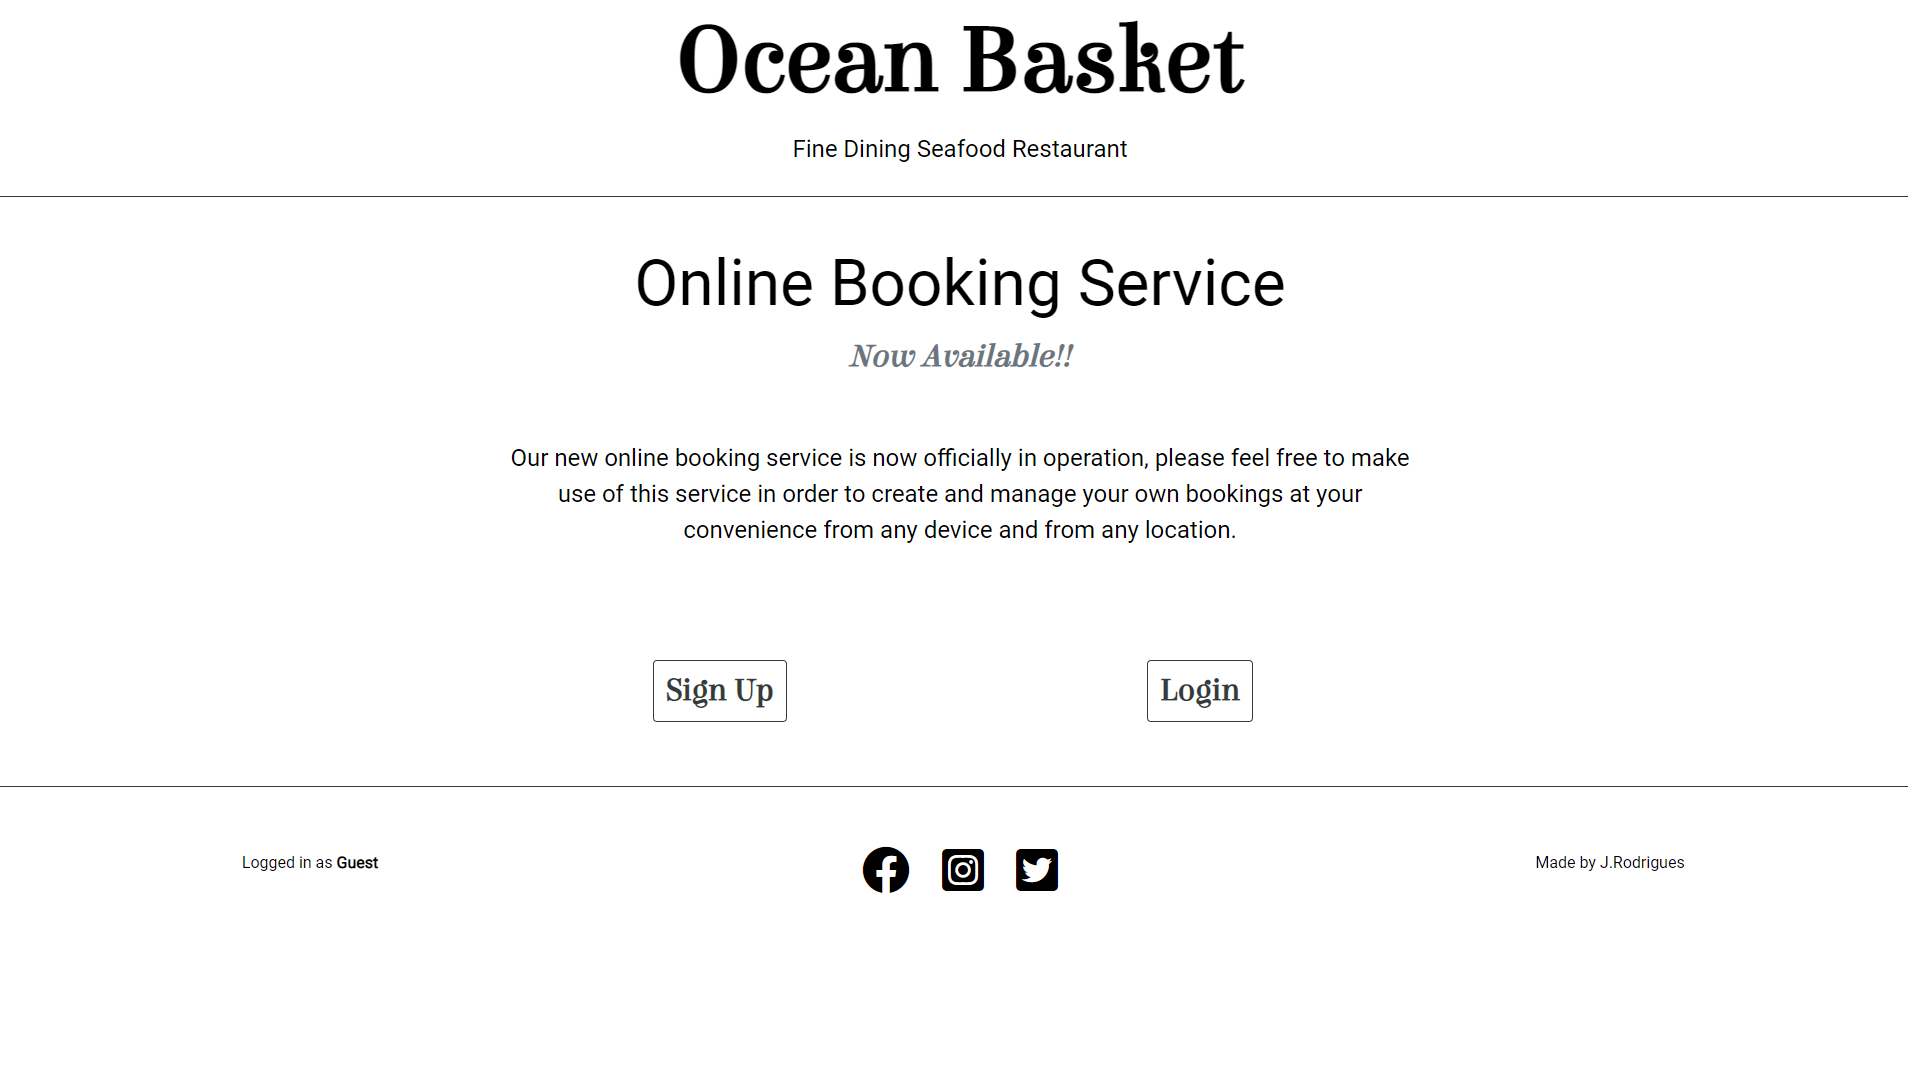 Ocean Basket
Fine Dining Seafood Restaurant
Online Booking Service
Now Available!!
Our new online booking service is now officially in operation, please feel free to make
use of this service in order to create and manage your own bookings at your
convenience from any device and from any location.
Sign Up
Login
Logged in as Guest
Made by J.Rodrigues